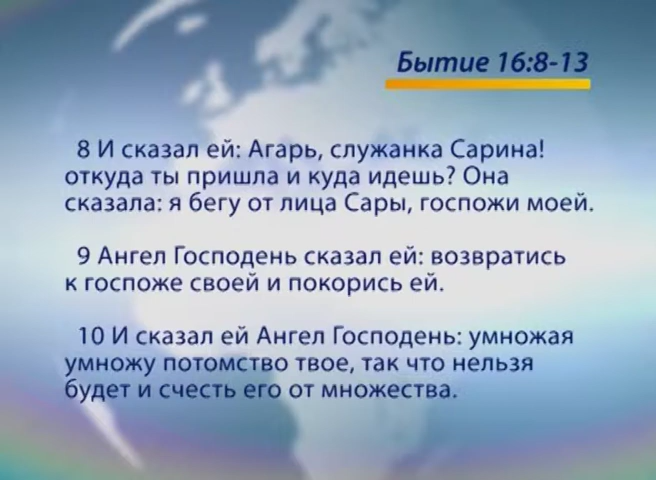 Бытие 16:8-13
8 И сказал ей: Агарь, служанка Сарина!
откуда ты пришла и куда идешь? Она
сказала: я бегу от лица Сары, госпожи моей.
9 Ангел Господень сказал ей: возвратись
к госпоже своей и покорись ей.
10 И сказал ей Ангел Господень: умножая
умножу потомство твое, так что нельзя
будет и счесть его от множества.